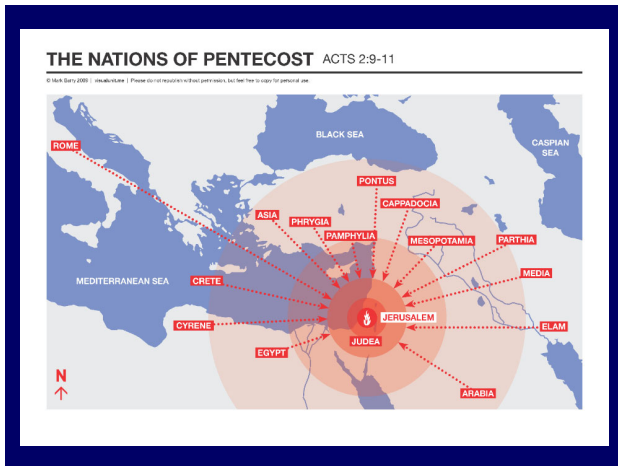 THE NATIONS OF PENTECOST ACTS 2:9-11
© Mark Barry 2009 | visualunit.me | Please do not republish without permission, but feel free to copy for personal use.
BLACK SEA
ROME
CASPIAN
SEA
PONTUS
CAPPADOCIA
ASIA
PHRYGIA
PAMPHYLIA
MESOPOTAMIA
PARTHIA
MEDIA
CRETE
MEDITERRANEAN SEA
JERUSALEM
CYRENE
ELAM
JUDEA
EGYPT
N
ARABIA